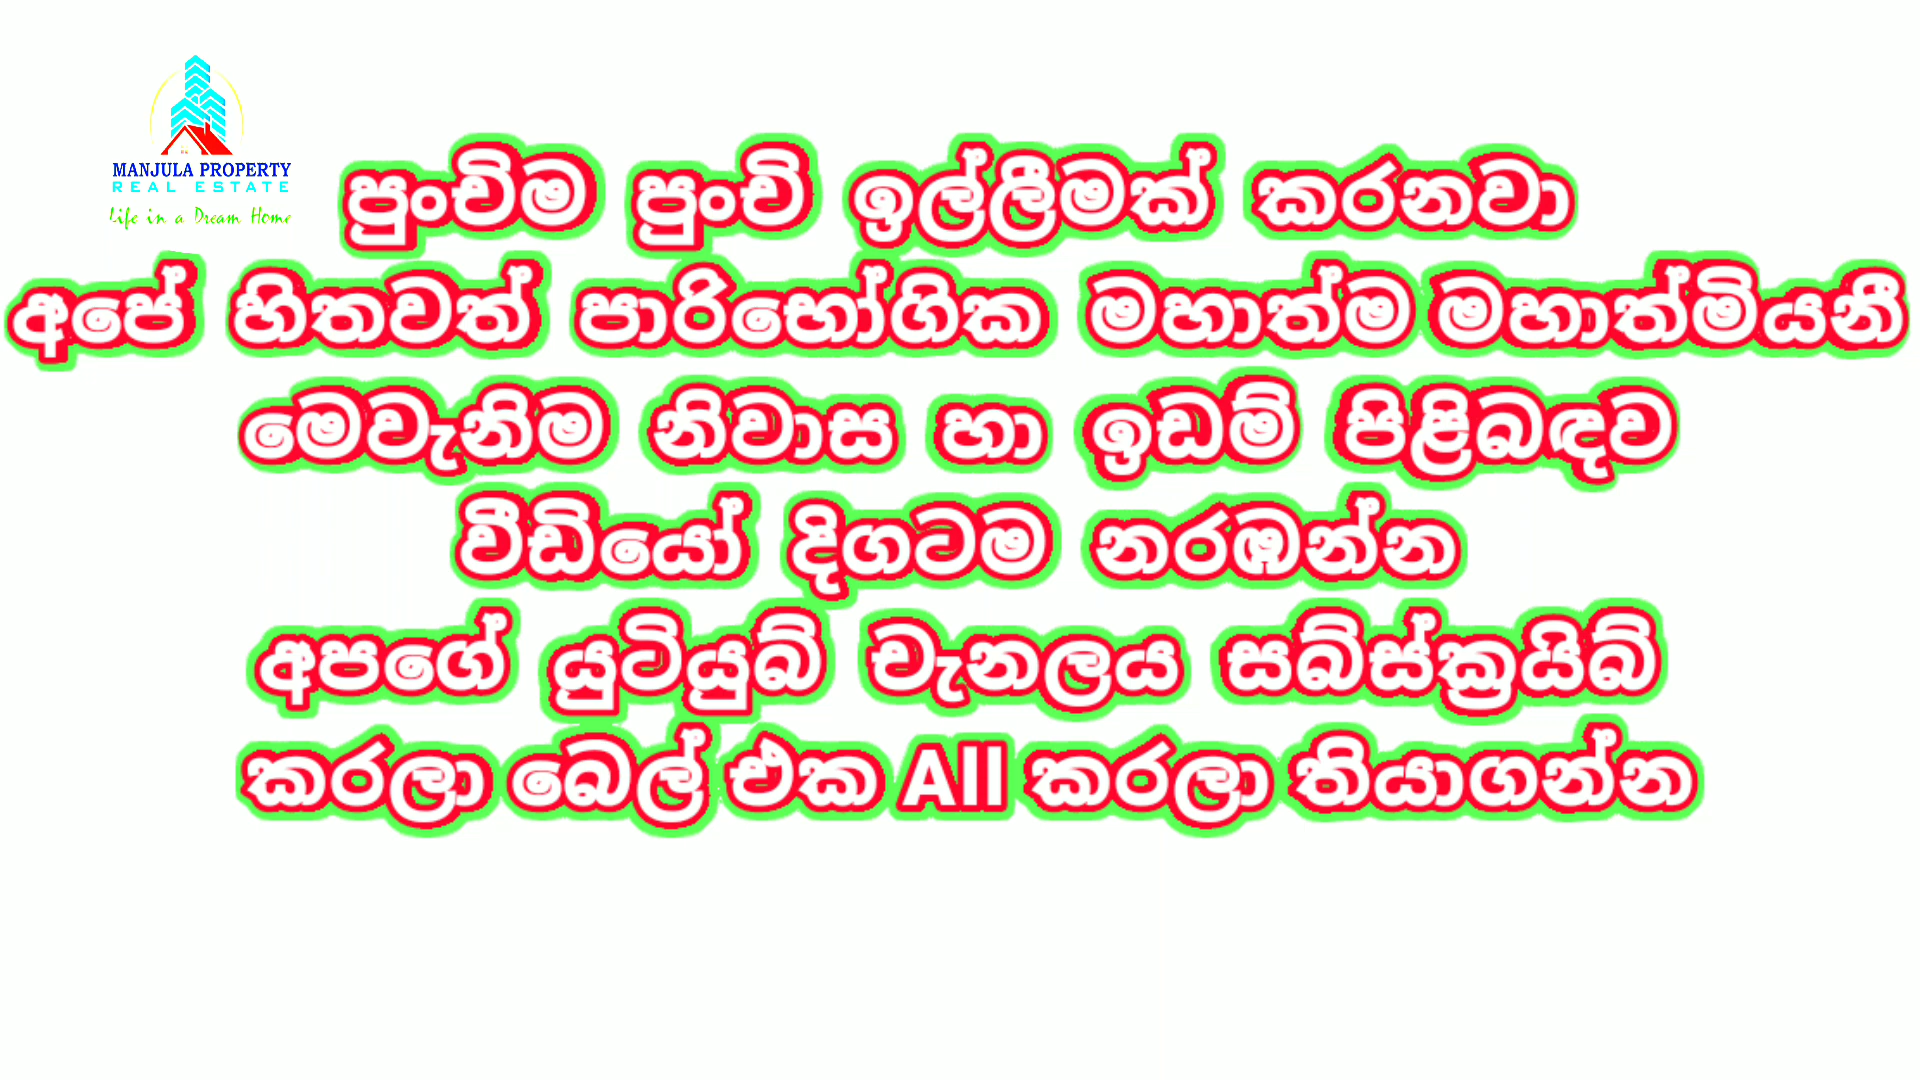 MANJULA PROPERTY
REAL ESTATE
Life in a Dream Home
පුංචිම පුංචි ඉල්ලීමක් කරනවා
අපේ හිතවත් පාරිභෝගික මහාත්ම මහාත්මියනී
මෙවැනිම නිවාස හා ඉඩම් පිළිබඳව
වීඩියෝ දිගටම නරඹන්න
අපගේ යුටියුබ් චැනලය සබ්ස්ක්‍රයිබ්
කරලා බෙල් එක All කරලා තියාගන්න